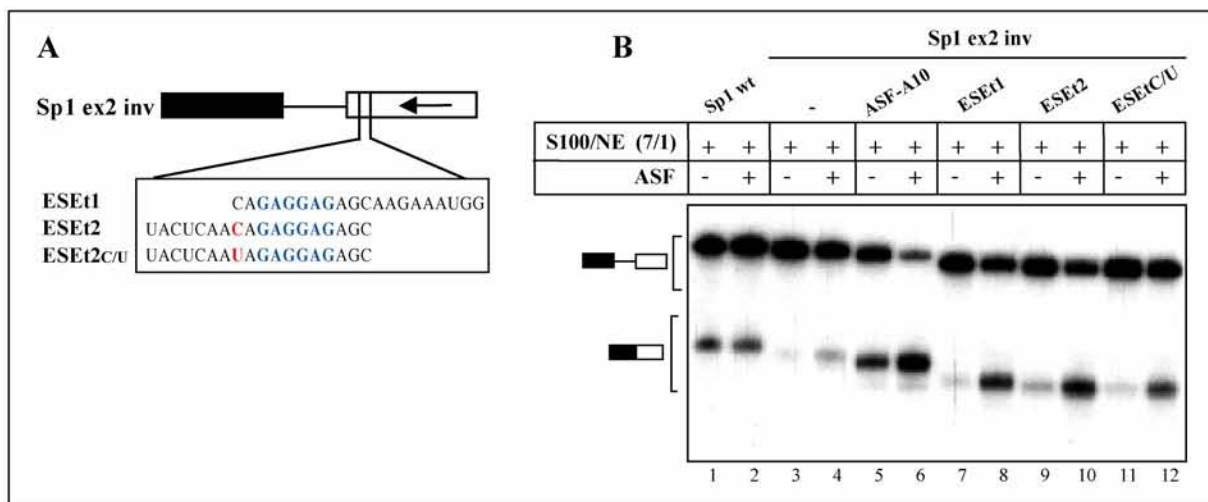 A
Sp1 ex2 inv
ESEt1 CAGAGGAGAGCAAGAAAUGG
ESEt2 UACUCAACAGAGGAGAGC
ESEt2C/U UACUCAAUAGAGGAGAGC
B
Sp1 ex2 inv
Sp1 wt - ASF-A10 ESEt1 ESEt2 ESEtC/U
S100/NE (7/1) + + + + + + + + + + + +
ASF - + - + - + - + - + - +
1 2 3 4 5 6 7 8 9 10 11 12